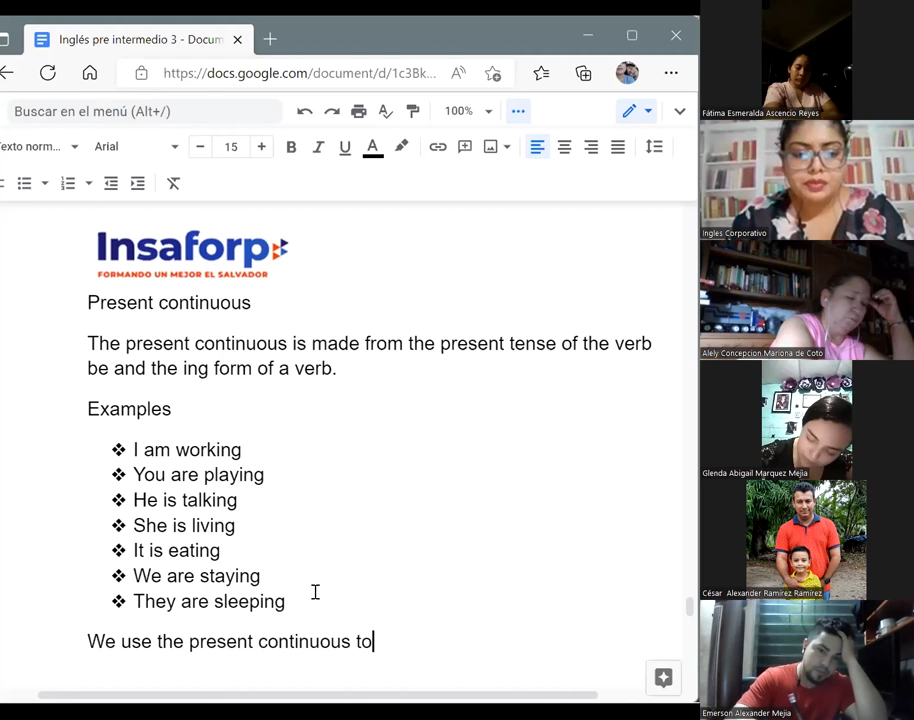 Inglés pre intermedio 3 - Docum
https://docs.google.com/document/d/1c3Bk...
Buscar en el menú (Alt+/)
100%
exto norm...
Arial
15
B I U A
Insaforp
FORMANDO UN MEJOR EL SALVADOR
Present continuous
The present continuous is made from the present tense of the verb
be and the ing form of a verb.
Examples
❖ I am working
❖ You are playing
❖ He is talking
❖ She is living
❖ It is eating
❖ We are staying
❖ They are sleeping
We use the present continuous to
Fátima Esmeralda Ascencio Reyes
Ingles Corporativo
Alely Concepcion Mariona de Coto
Glenda Abigail Marquez Mejia
César Alexander Ramírez Ramírez
Emerson Alexander Mejia